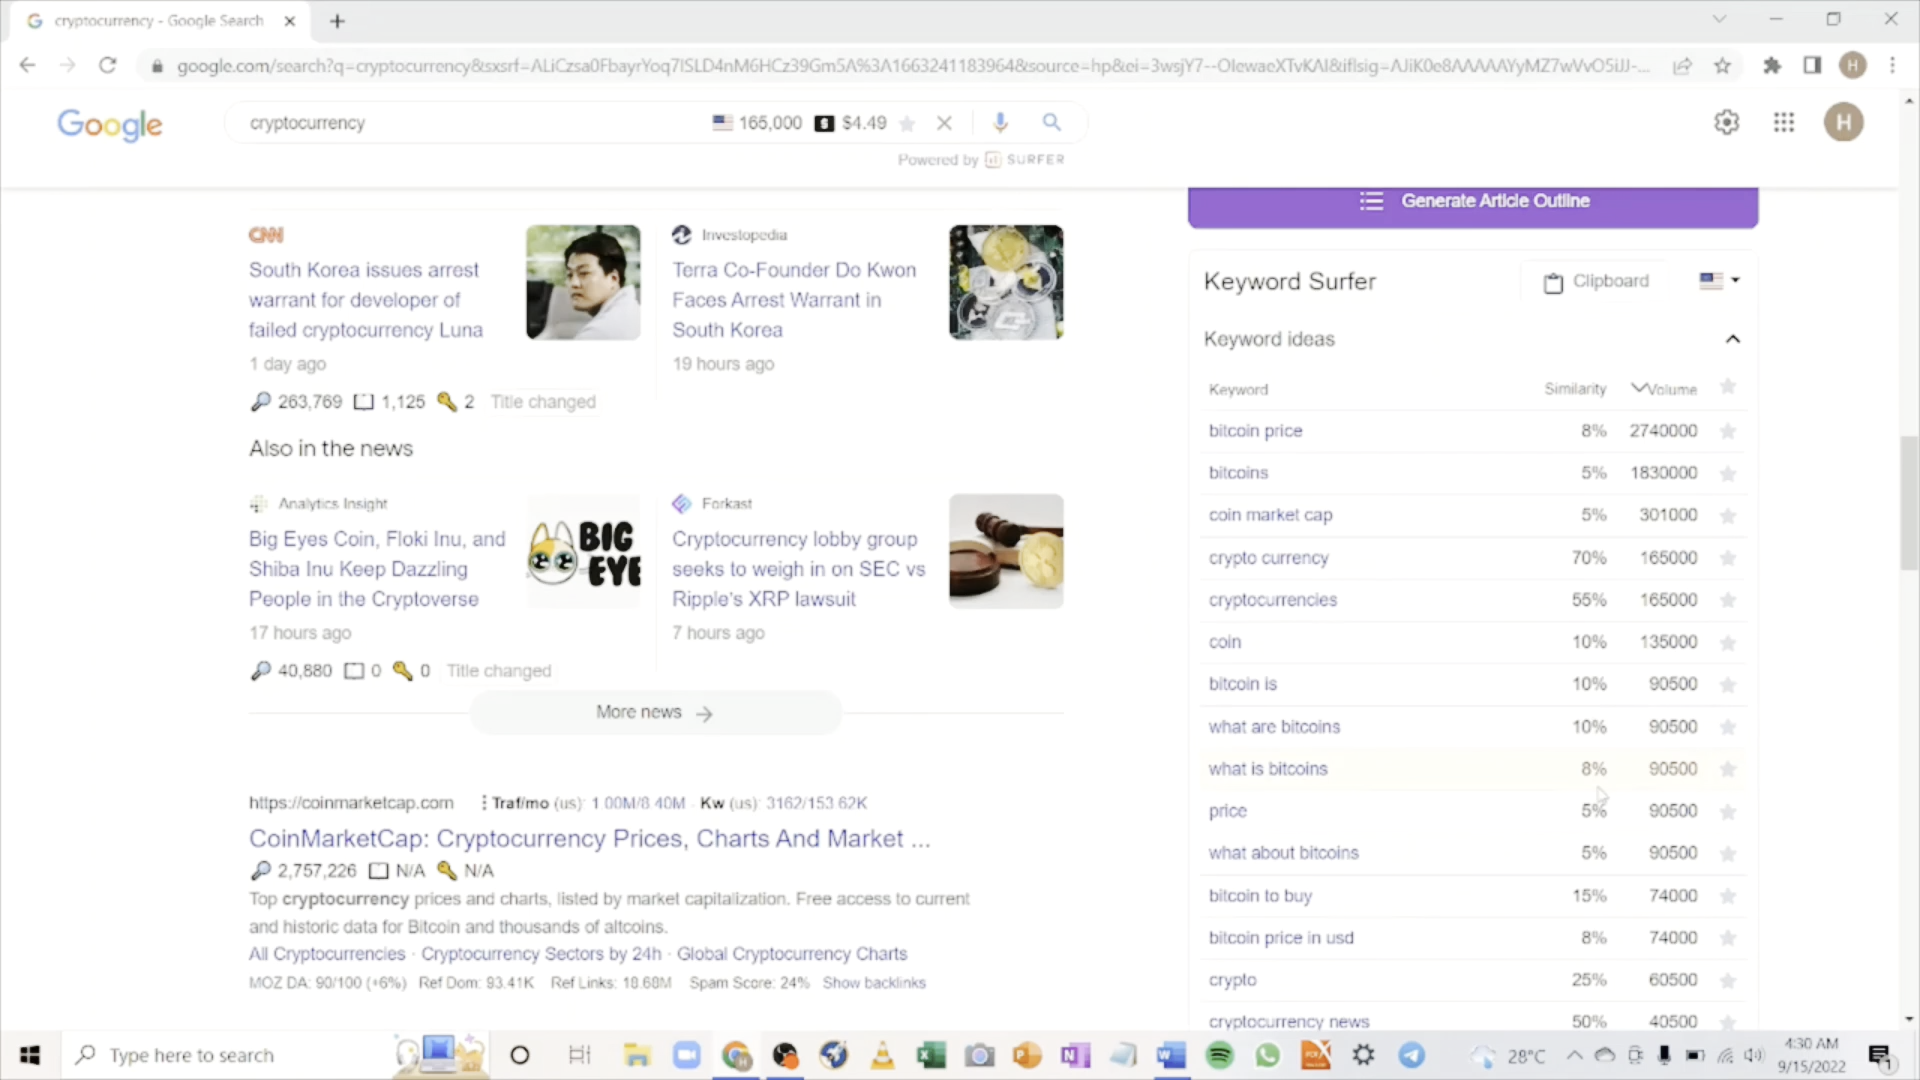 cryptocurrency - Google Search
google.com/search?q=cryptocurrency&sxsrf=
Google
cryptocurrency
165,000 $ $4.49
H
H
Powered by SURFER
Generate Article Outline
CNN
South Korea issues arrest
warrant for developer of
failed cryptocurrency Luna
1 day ago
263,769 1,125 2 Title changed
Investopedia
Terra Co-Founder Do Kwon
Faces Arrest Warrant in
South Korea
19 hours ago
Also in the news
Analytics Insight
Big Eyes Coin, Floki Inu, and
Shiba Inu Keep Dazzling
People in the Cryptoverse
17 hours ago
40,880 0 0 Title changed
BIG
EYE
Forkast
Cryptocurrency lobby group
seeks to weigh in on SEC vs
Ripple's XRP lawsuit
7 hours ago
More news →
https://coinmarketcap.com Traf/mo (us): 1.00M/8.40M - Kw (us): 3162/153.62K
CoinMarketCap: Cryptocurrency Prices, Charts And Market ...
2,757,226 N/A N/A
Top cryptocurrency prices and charts, listed by market capitalization. Free access to current
and historic data for Bitcoin and thousands of altcoins.
All Cryptocurrencies · Cryptocurrency Sectors by 24h · Global Cryptocurrency Charts
MOZ DA: 90/100 (+6%) Ref Dom: 93.41K Ref Links: 18.68M Spam Score: 24% Show backlinks
Keyword Surfer Clipboard
Keyword ideas
Keyword Similarity Volume
bitcoin price 8% 2740000
bitcoins 5% 1830000
coin market cap 5% 301000
crypto currency 70% 165000
cryptocurrencies 55% 165000
coin 10% 135000
bitcoin is 10% 90500
what are bitcoins 10% 90500
what is bitcoins 8% 90500
price 5% 90500
what about bitcoins 5% 90500
bitcoin to buy 15% 74000
bitcoin price in usd 8% 74000
crypto 25% 60500
cryptocurrency news 50% 40500
Type here to search
28°C
4:30 AM
9/15/2022
1